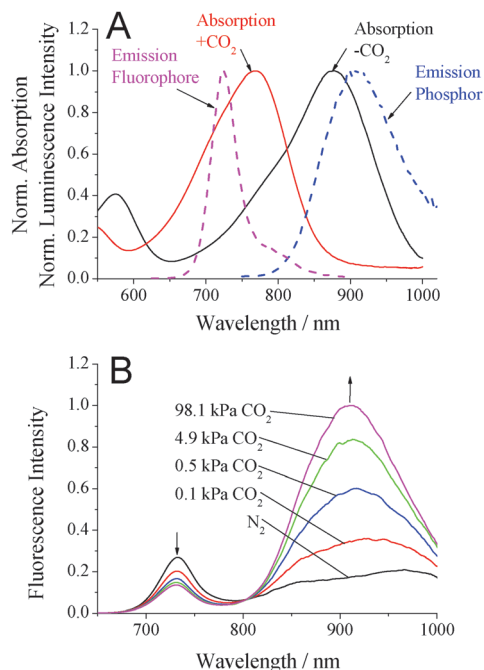 A
Absorption
+CO₂
Absorption
-CO₂
Emission
Fluorophore
Emission
Phosphor
Norm. Absorption
Norm. Luminescence Intensity
1.0
0.8
0.6
0.4
0.2
0.0
600 700 800 900 1000
Wavelength / nm
B
98.1 kPa CO₂
4.9 kPa CO₂
0.5 kPa CO₂
0.1 kPa CO₂
N₂
Fluorescence Intensity
1.2
1.0
0.8
0.6
0.4
0.2
0.0
700 800 900 1000
Wavelength / nm